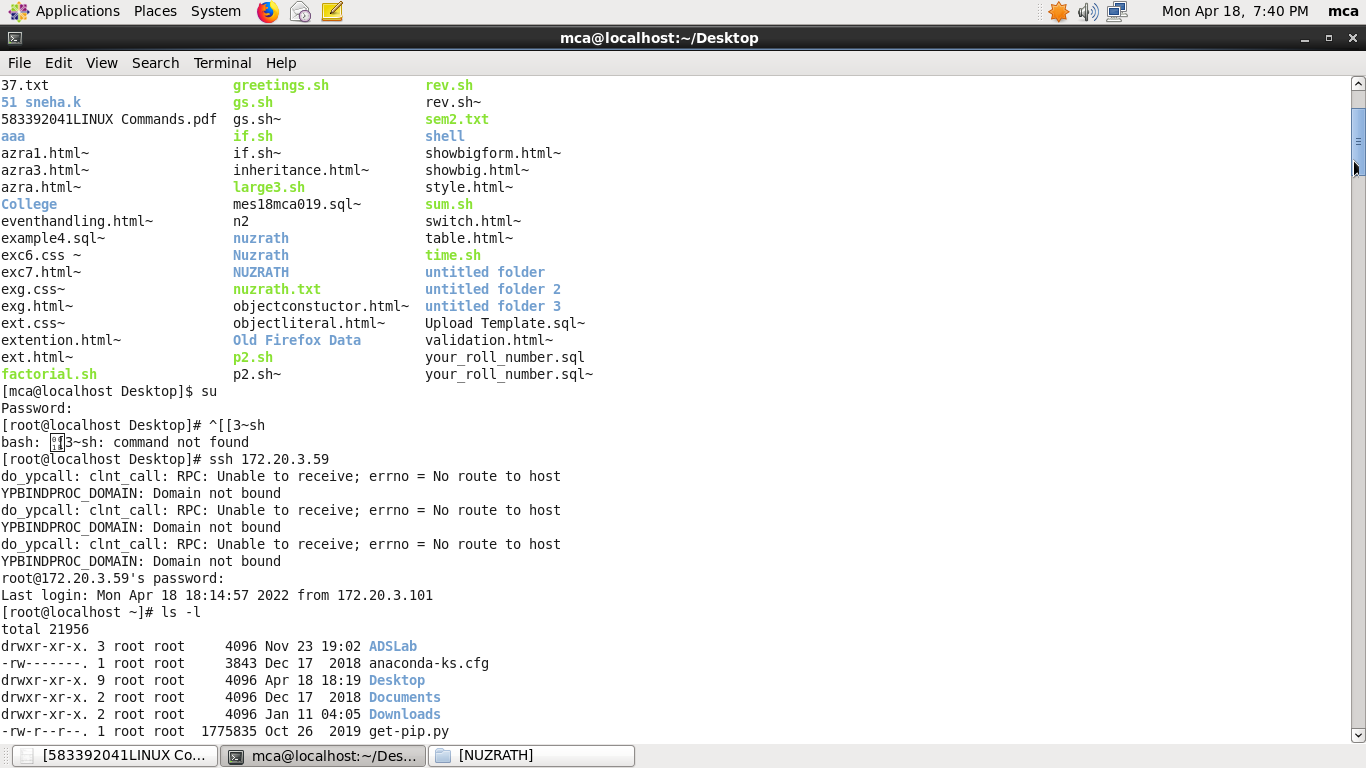 Applications Places System Mon Apr 18, 7:40 PM mca
mca@localhost:~/Desktop
File Edit View Search Terminal Help
37.txt greetings.sh rev.sh
51 sneha.k gs.sh rev.sh~
583392041LINUX Commands.pdf gs.sh~ sem2.txt
aaa if.sh shell
azra1.html~ if.sh~ showbigform.html~
azra3.html~ inheritance.html~ showbig.html~
azra.html~ large3.sh style.html~
College mes18mca019.sql~ sum.sh
eventhandling.html~ n2 switch.html~
example4.sql~ nuzrath table.html~
exc6.css ~ Nuzrath time.sh
exc7.html~ NUZRATH untitled folder
exg.css~ nuzrath.txt untitled folder 2
exg.html~ objectconstuctor.html~ untitled folder 3
ext.css~ objectliteral.html~ Upload Template.sql~
extention.html~ Old Firefox Data validation.html~
ext.html~ p2.sh your_roll_number.sql
factorial.sh p2.sh~ your_roll_number.sql~
[mca@localhost Desktop]$ su
Password:
[root@localhost Desktop]# ^[[3~sh
bash: [3~sh: command not found
[root@localhost Desktop]# ssh 172.20.3.59
do_ypcall: clnt_call: RPC: Unable to receive; errno = No route to host
YPBINDPROC_DOMAIN: Domain not bound
do_ypcall: clnt_call: RPC: Unable to receive; errno = No route to host
YPBINDPROC_DOMAIN: Domain not bound
do_ypcall: clnt_call: RPC: Unable to receive; errno = No route to host
YPBINDPROC_DOMAIN: Domain not bound
root@172.20.3.59's password:
Last login: Mon Apr 18 18:14:57 2022 from 172.20.3.101
[root@localhost ~]# ls -l
total 21956
drwxr-xr-x. 3 root root 4096 Nov 23 19:02 ADSLab
-rw-------. 1 root root 3843 Dec 17 2018 anaconda-ks.cfg
drwxr-xr-x. 9 root root 4096 Apr 18 18:19 Desktop
drwxr-xr-x. 2 root root 4096 Dec 17 2018 Documents
drwxr-xr-x. 2 root root 4096 Jan 11 04:05 Downloads
-rw-r--r--. 1 root root 1775835 Oct 26 2019 get-pip.py
[583392041LINUX Co... mca@localhost:~/Des... [NUZRATH]